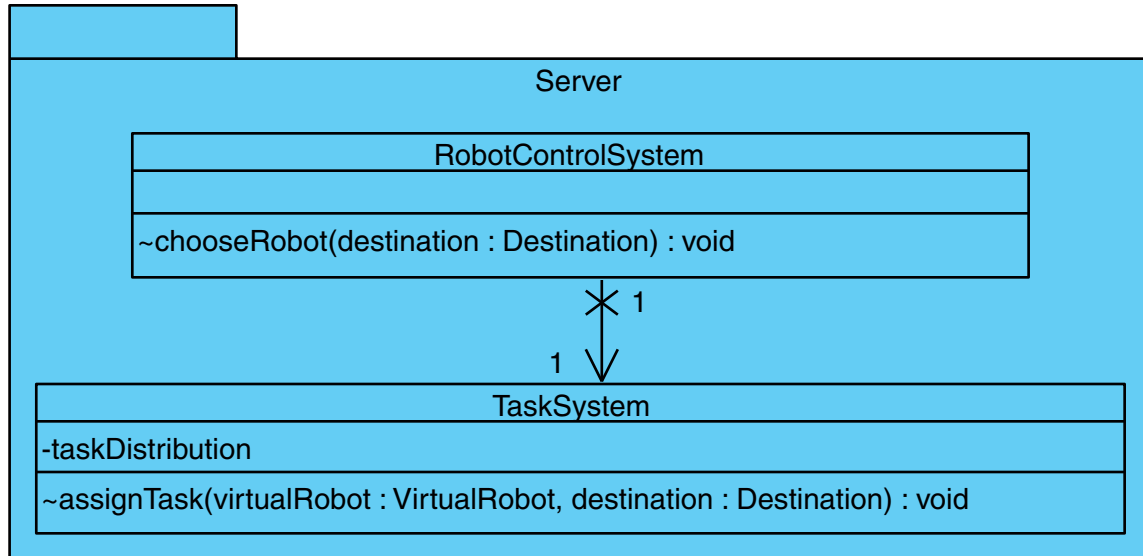 Server
RobotControlSystem
~chooseRobot(destination : Destination) : void
1
1
TaskSystem
-taskDistribution
~assignTask(virtualRobot : VirtualRobot, destination : Destination) : void